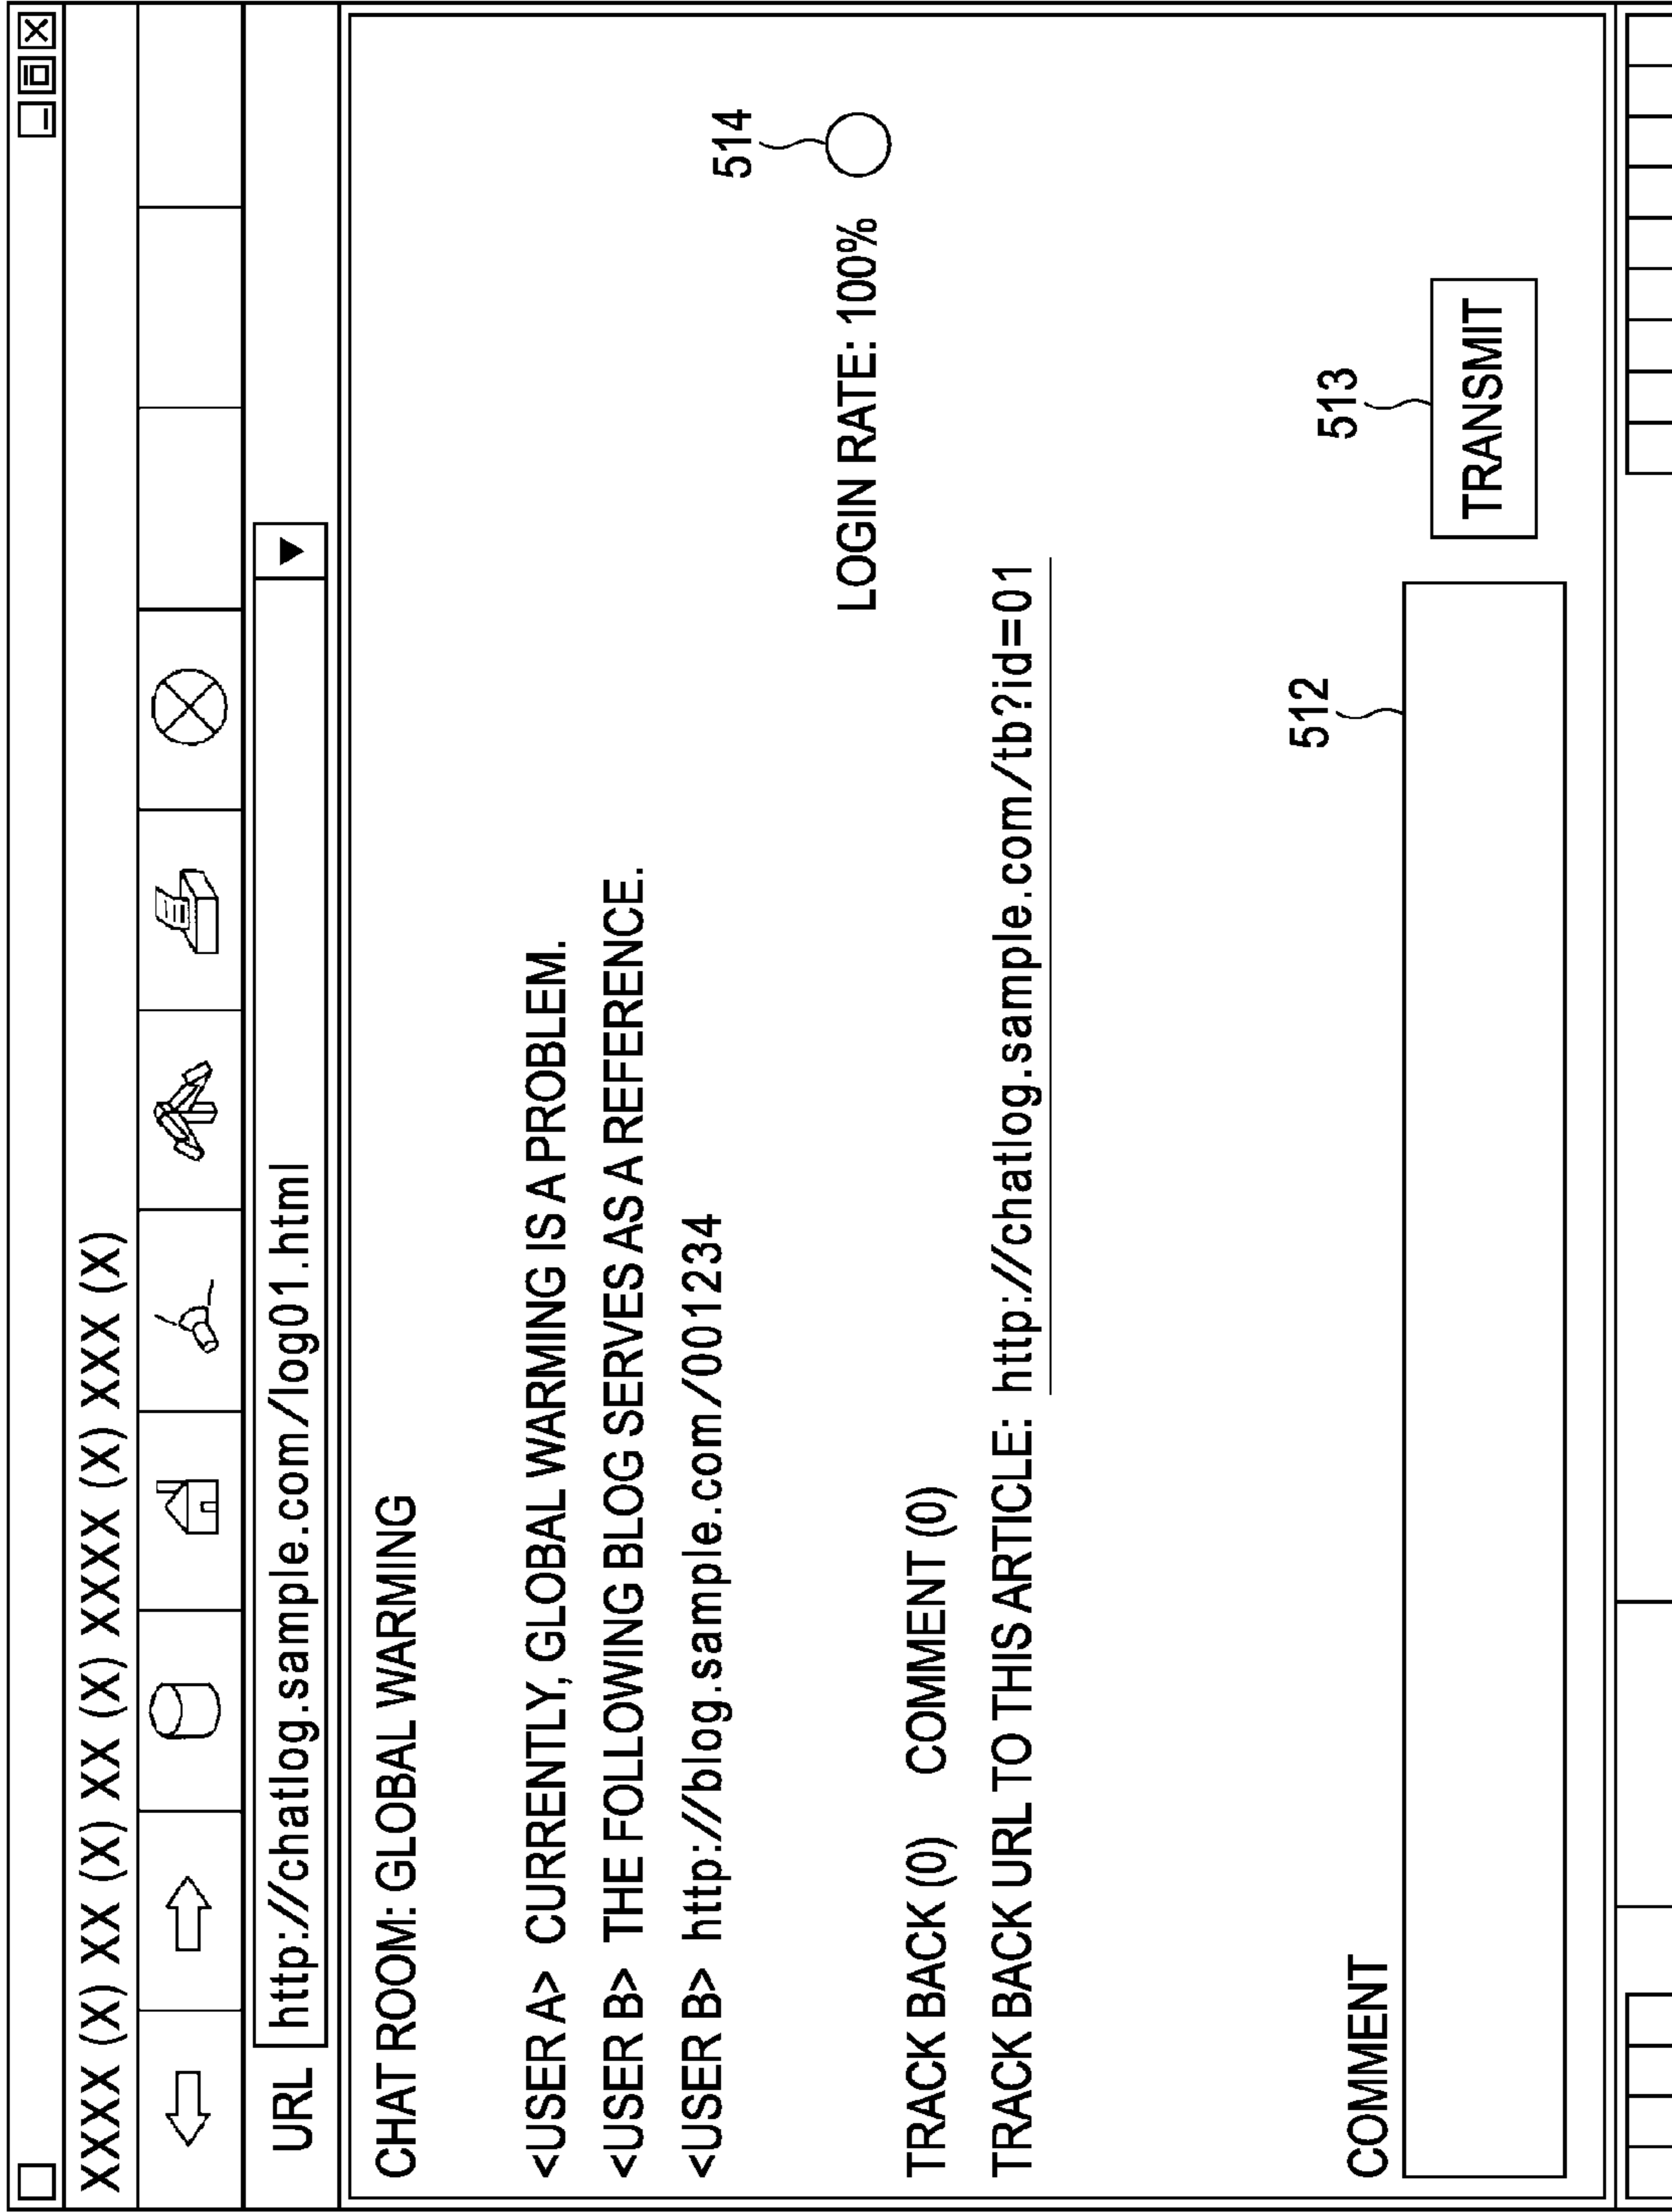 XXXX (X) XX (X) XX (X) XXXX (X) XXX (X)
URL http://chatlog.sample.com/log01.html
CHAT ROOM: GLOBAL WARMING
<USER A> CURRENTLY, GLOBAL WARMING IS A PROBLEM.
<USER B> THE FOLLOWING BLOG SERVES AS A REFERENCE.
<USER B> http://blog.sample.com/001234
514
LOGIN RATE: 100%
TRACK BACK (0) COMMENT (0)
TRACK BACK URL TO THIS ARTICLE: http://chatlog.sample.com/tb?id=01
512
513
COMMENT
TRANSMIT